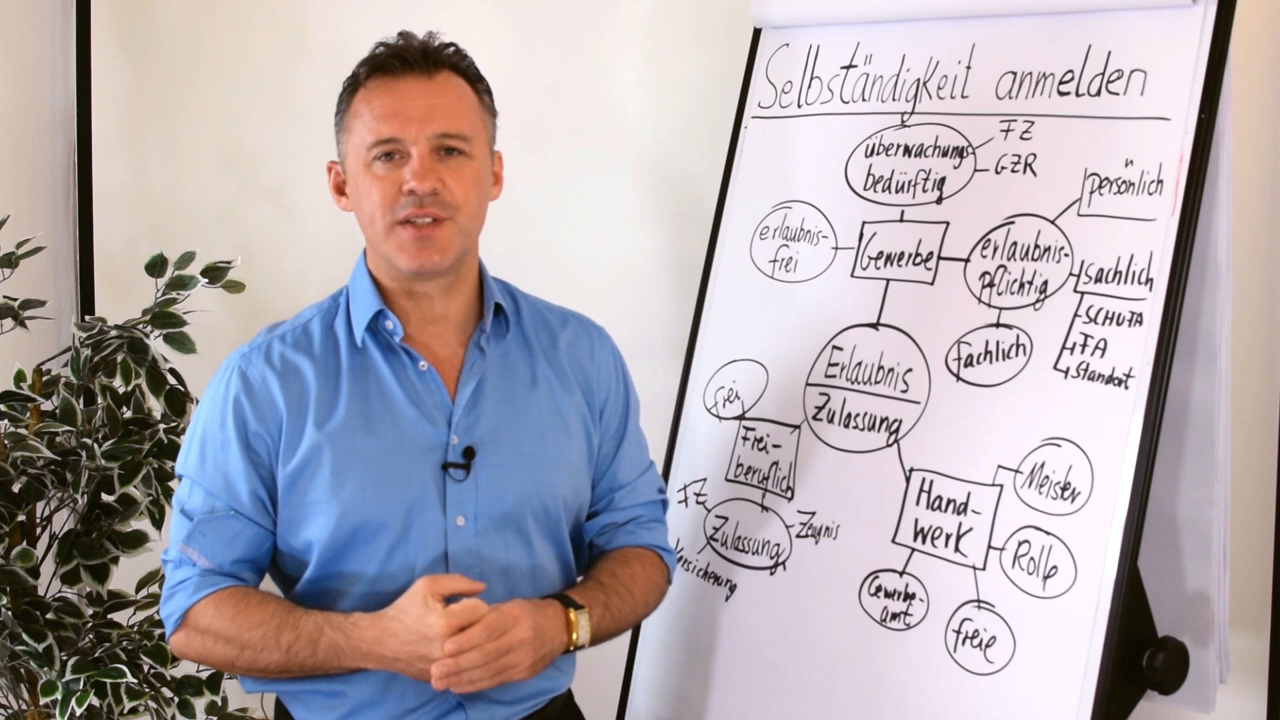 Selbständigkeit anmelden
überwachungs-
bedürftig
FZ
GZR
persönlich
erlaubnis-
frei
Gewerbe
erlaubnis-
pflichtig
sachlich
SCHUFA
FA
Standort
fachlich
Erlaubnis
Zulassung
frei
Frei-
beruflich
FZ
Zulassung
Zeugnis
Versicherung
Hand-
werk
Meister
Rolle
Gewerbe-
amt
freie